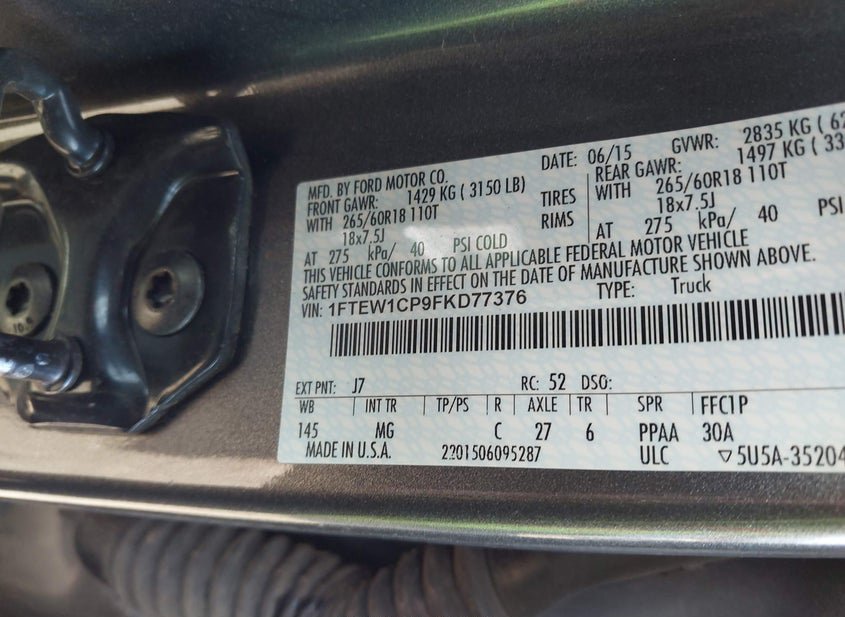 MFD. BY FORD MOTOR CO. DATE: 06/15 GVWR: 2835 KG ( 62
FRONT GAWR: 1429 KG ( 3150 LB) REAR GAWR: 1497 KG ( 33
WITH 265/60R18 110T TIRES WITH 265/60R18 110T
18x7.5J RIMS 18x7.5J
AT 275 kPa/ 40 PSI COLD AT 275 kPa/ 40 PSI
THIS VEHICLE CONFORMS TO ALL APPLICABLE FEDERAL MOTOR VEHICLE
SAFETY STANDARDS IN EFFECT ON THE DATE OF MANUFACTURE SHOWN ABOVE.
VIN: 1FTEW1CP9FKD77376 TYPE: Truck
EXT PNT: J7 RC: 52 DSO:
WB INT TR TP/PS R AXLE TR SPR FFC1P
145 MG C 27 6 PPAA 30A
MADE IN U.S.A. 2201506095287 ULC ▽5U5A-35204